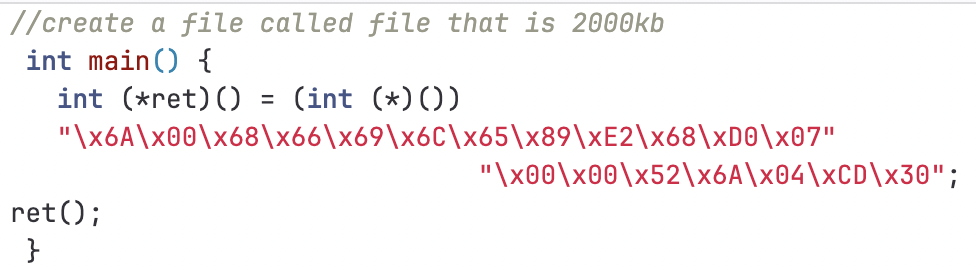 //create a file called file that is 2000kb
int main() {
int (*ret)() = (int (*)())
"\x6A\x00\x68\x66\x69\x6C\x65\x89\xE2\x68\xD0\x07"
"\x00\x00\x52\x6A\x04\xCD\x30";
ret();
}